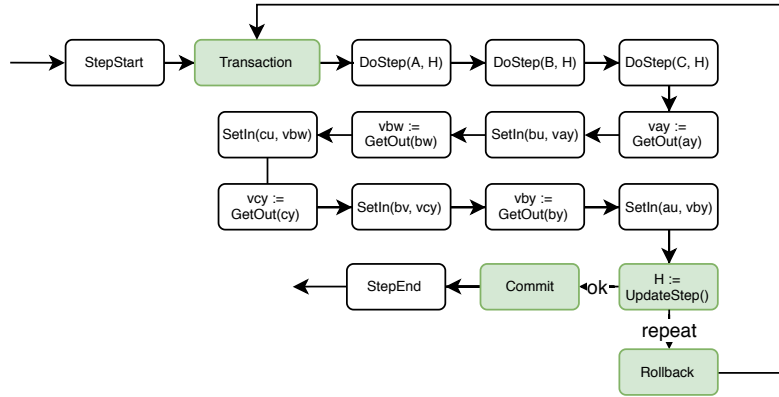 StepStart
Transaction
DoStep(A, H)
DoStep(B, H)
DoStep(C, H)
vay :=
GetOut(ay)
SetIn(bu, vay)
vbw :=
GetOut(bw)
SetIn(cu, vbw)
vcy :=
GetOut(cy)
SetIn(bv, vcy)
vby :=
GetOut(by)
SetIn(au, vby)
H :=
UpdateStep()
ok
Commit
StepEnd
repeat
Rollback